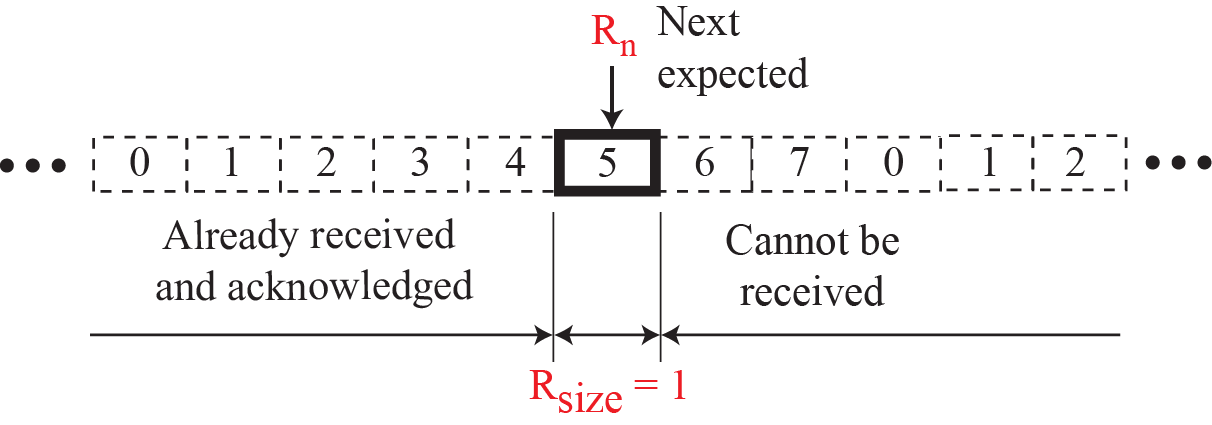 Rn Next
expected
••• 0 1 2 3 4 5 6 7 0 1 2 •••
Already received
and acknowledged
Cannot be
received
Rsize = 1